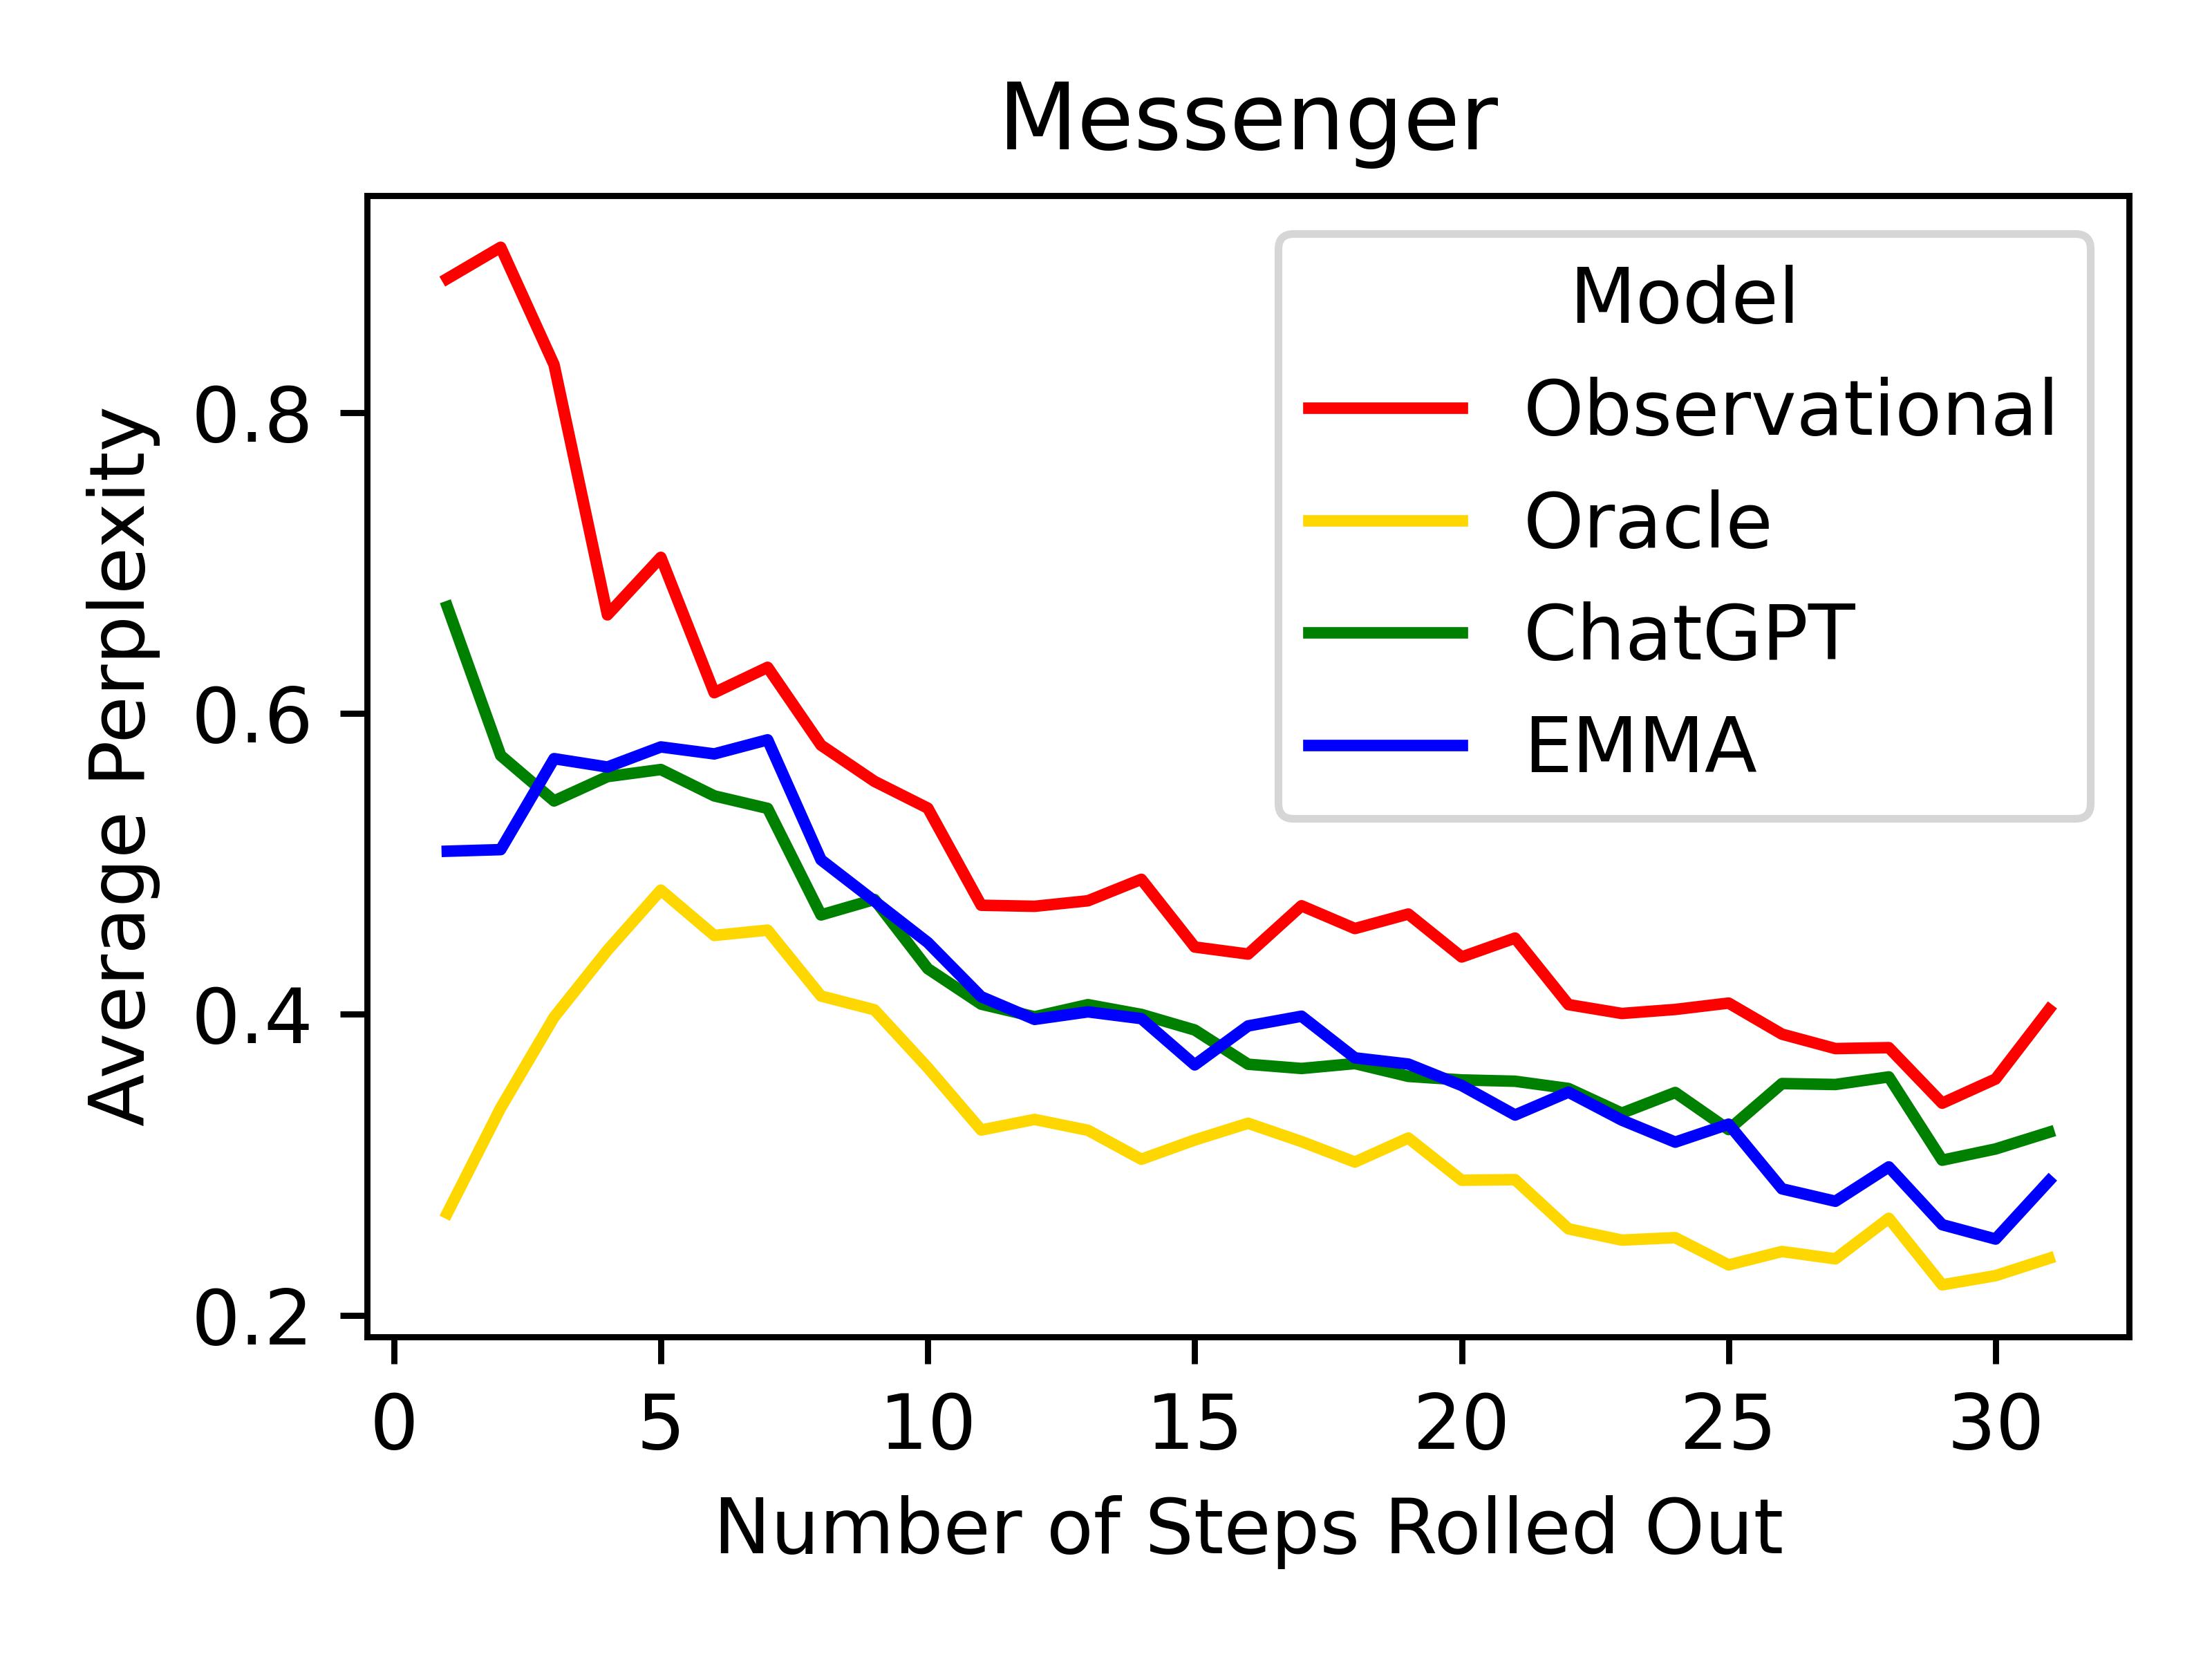 Messenger
Average Perplexity
0.8
0.6
0.4
0.2
Model
Observational
Oracle
ChatGPT
EMMA
0 5 10 15 20 25 30
Number of Steps Rolled Out